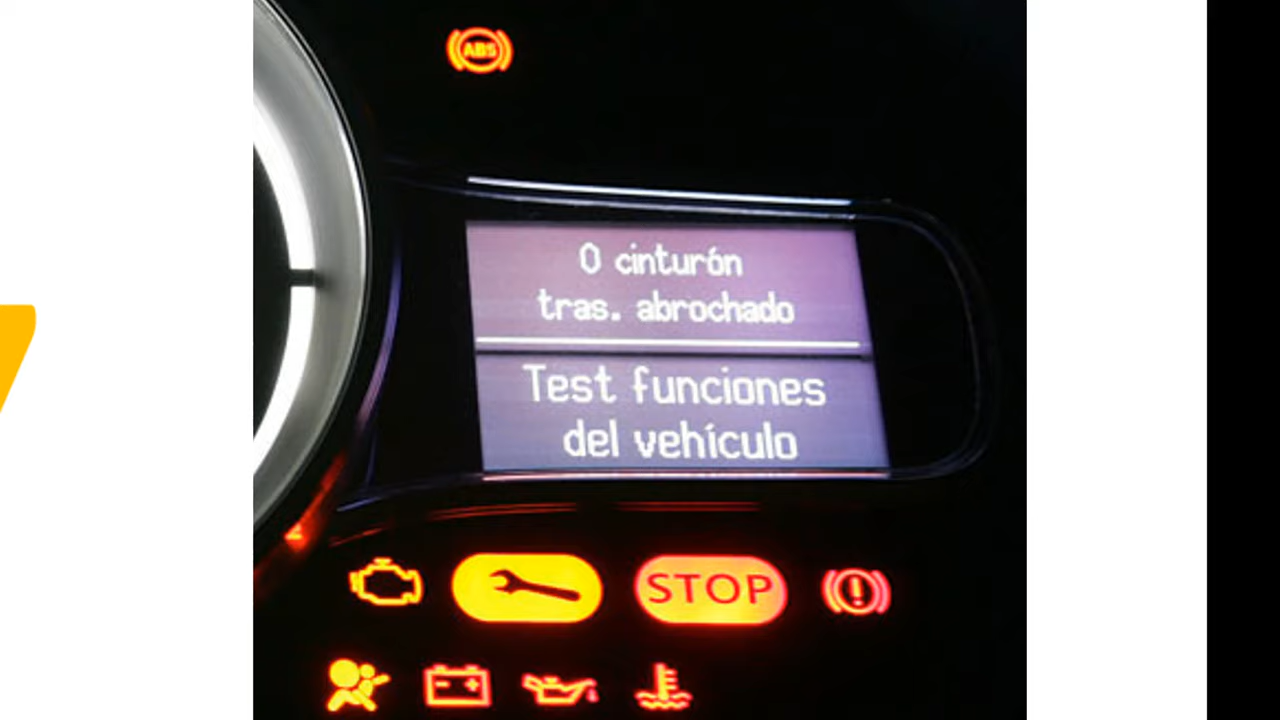 ABS
0 cinturón
tras. abrochado
Test funciones
del vehículo
STOP